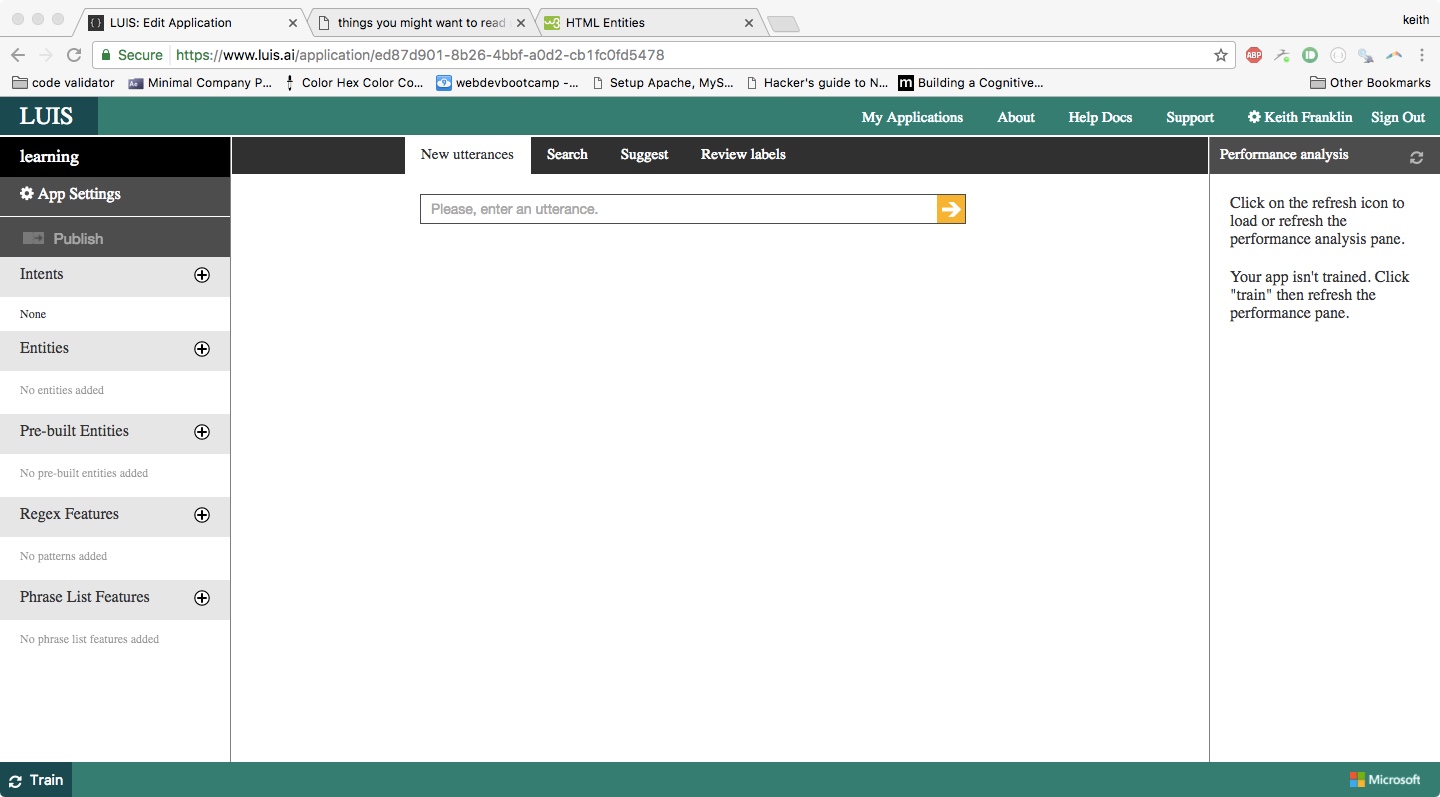 LUIS: Edit Application
things you might want to read
HTML Entities
keith
Secure
https://www.luis.ai/application/ed87d901-8b26-4bbf-a0d2-cb1fc0fd5478
ABP
code validator
Minimal Company P...
Color Hex Color Co...
webdevbootcamp -...
Setup Apache, MyS...
Hacker's guide to N...
Building a Cognitive...
Other Bookmarks
LUIS
My Applications
About
Help Docs
Support
Keith Franklin
Sign Out
learning
New utterances
Search
Suggest
Review labels
Performance analysis
App Settings
Publish
Please, enter an utterance.
Click on the refresh icon to
load or refresh the
performance analysis pane.
Your app isn't trained. Click
"train" then refresh the
performance pane.
Intents
None
Entities
No entities added
Pre-built Entities
No pre-built entities added
Regex Features
No patterns added
Phrase List Features
No phrase list features added
Train
Microsoft